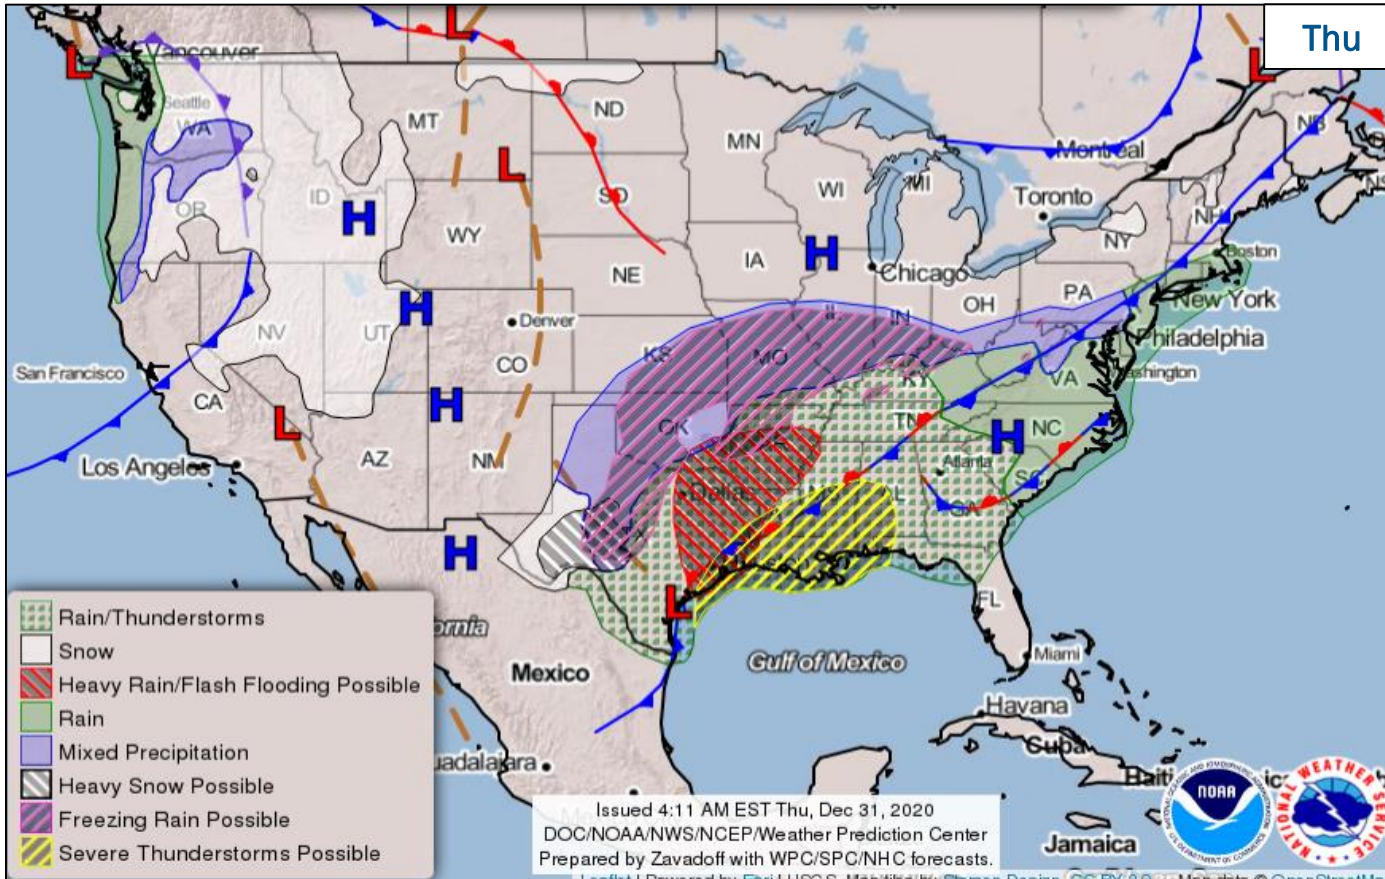 Thu
Vancouver
Seattle
WA
MT
ND
MN
Montréal
NB
OR
ID
SD
WI
MI
Toronto
NH
WY
NY
IA
Boston
NE
Chicago
OH
PA
New York
NV
UT
Denver
CO
KS
MO
IL
IN
Philadelphia
San Francisco
VA
CA
KY
OK
TN
NC
Los Angeles
AZ
NM
Atlanta
SC
Dallas
GA
TX
FL
L
L
L
L
L
L
H
H
H
H
H
H
Rain/Thunderstorms
Snow
Heavy Rain/Flash Flooding Possible
Rain
Mixed Precipitation
Heavy Snow Possible
Freezing Rain Possible
Severe Thunderstorms Possible
Mexico
Gulf of Mexico
Miami
Havana
Cuba
Jamaica
Issued 4:11 AM EST Thu, Dec 31, 2020
DOC/NOAA/NWS/NCEP/Weather Prediction Center
Prepared by Zavadoff with WPC/SPC/NHC forecasts.
NOAA
NATIONAL WEATHER SERVICE